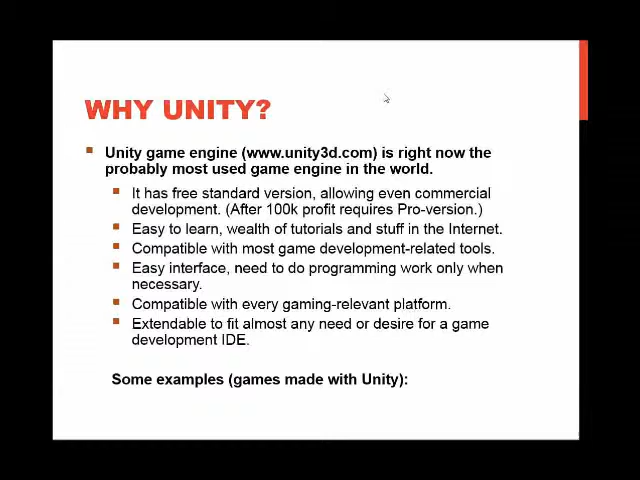 WHY UNITY?
Unity game engine (www.unity3d.com) is right now the
probably most used game engine in the world.
It has free standard version, allowing even commercial
development. (After 100k profit requires Pro-version.)
Easy to learn, wealth of tutorials and stuff in the Internet.
Compatible with most game development-related tools.
Easy interface, need to do programming work only when
necessary.
Compatible with every gaming-relevant platform.
Extendable to fit almost any need or desire for a game
development IDE.
Some examples (games made with Unity):